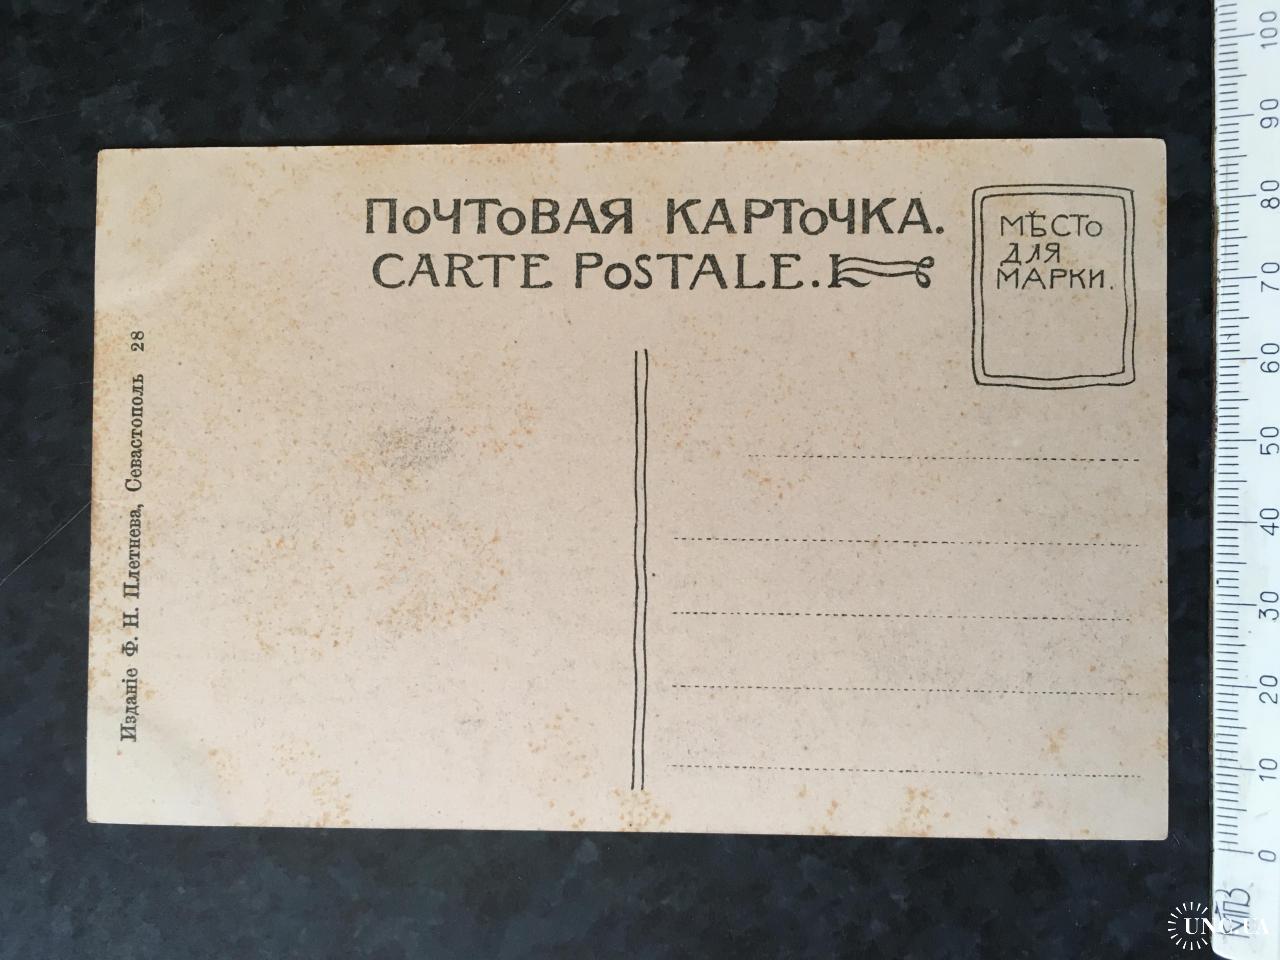 ПОЧТОВАЯ КАРТОЧКА.
CARTE POSTALE.
МѢСТО
ДЛЯ
МАРКИ.
Изданіе Ф. Н. Плетнева, Севастополь 28
100
90
80
70
60
50
40
30
20
10
0
UNC.UA